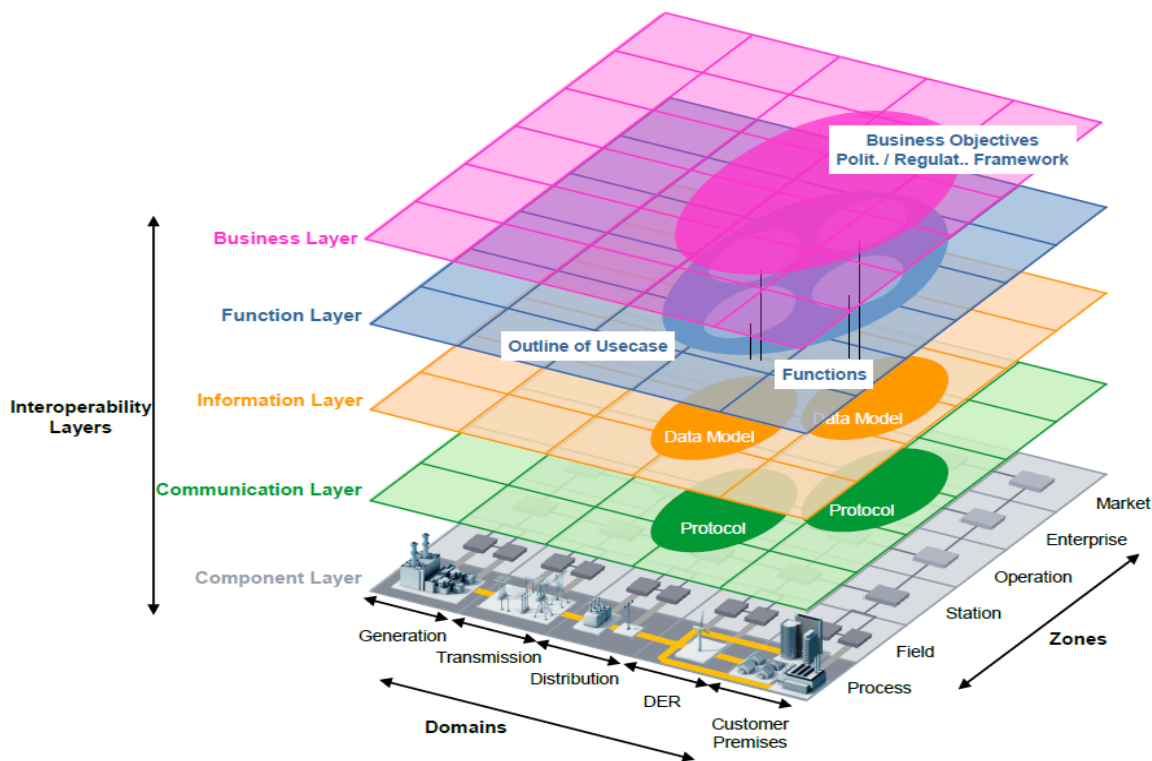 Business Objectives
Polit. / Regulat.. Framework
Business Layer
Function Layer
Outline of Usecase
Functions
Information Layer
Interoperability
Layers
Data Model
Data Model
Communication Layer
Protocol
Protocol
Component Layer
Market
Enterprise
Operation
Station
Zones
Field
Process
Generation
Transmission
Distribution
DER
Customer
Premises
Domains